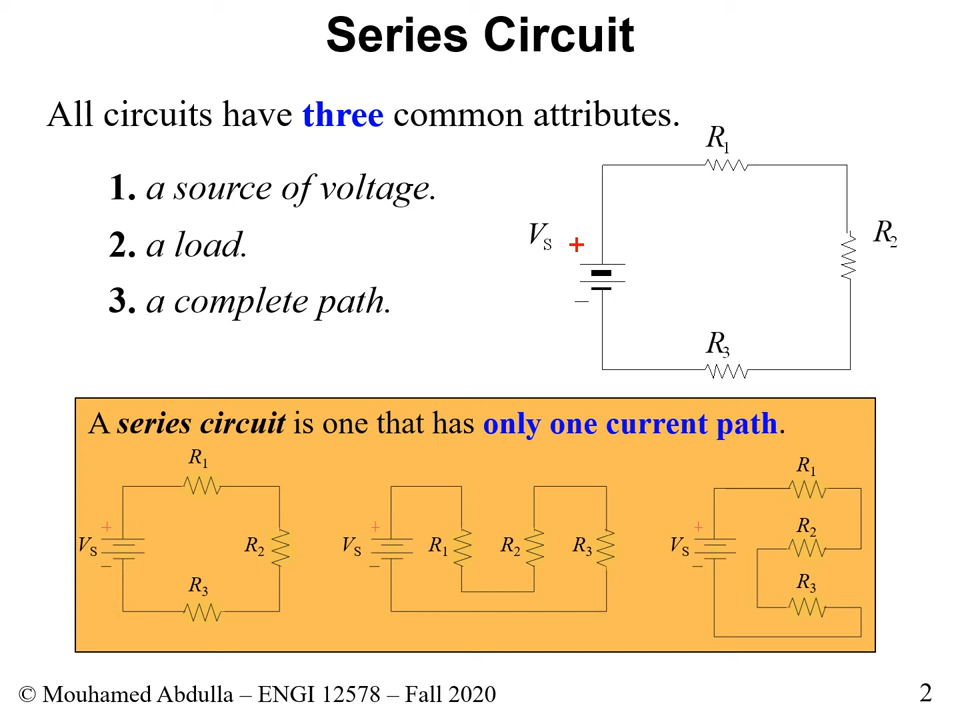 Series Circuit
All circuits have three common attributes.
1. a source of voltage.
2. a load.
3. a complete path.
R1
VS +
R2
–
R3
A series circuit is one that has only one current path.
R1
+
VS
R2
–
R3
+
VS
R1
R2
R3
–
R1
+
R2
VS
–
R3
© Mouhamed Abdulla – ENGI 12578 – Fall 2020
2